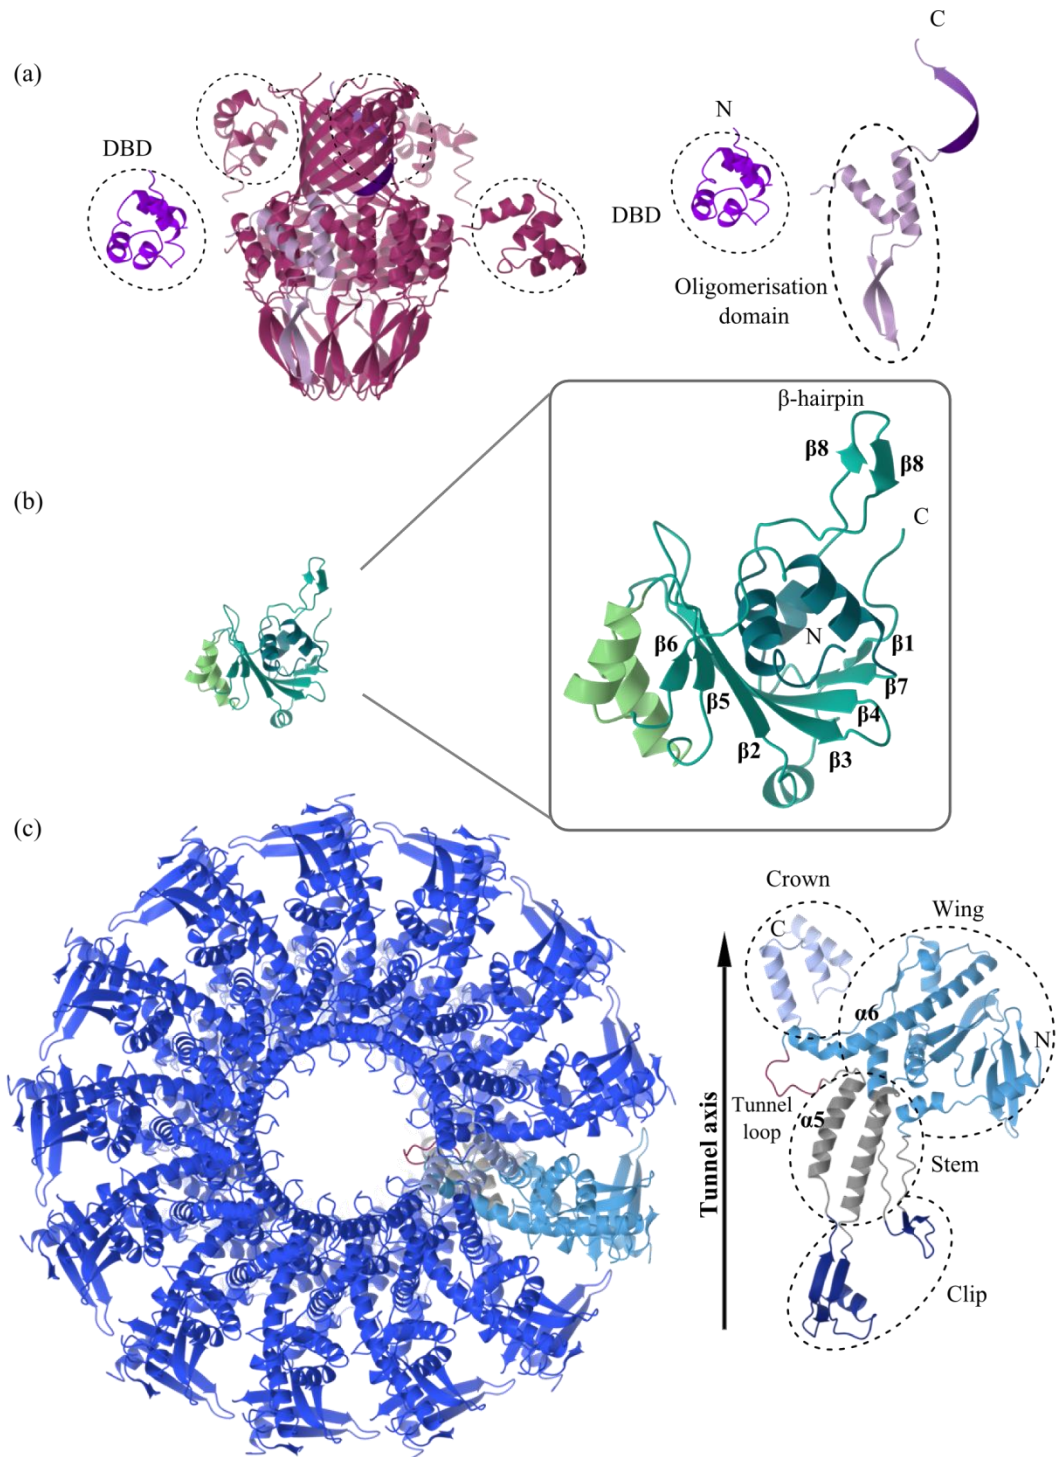 (a)
DBD
N
DBD
C
Oligomerisation
domain
(b)
β-hairpin
β8
β8
C
N
β6
β1
β7
β5
β4
β2
β3
(c)
Crown
C
Wing
α6
N
Tunnel
loop
α5
Stem
Tunnel axis
Clip